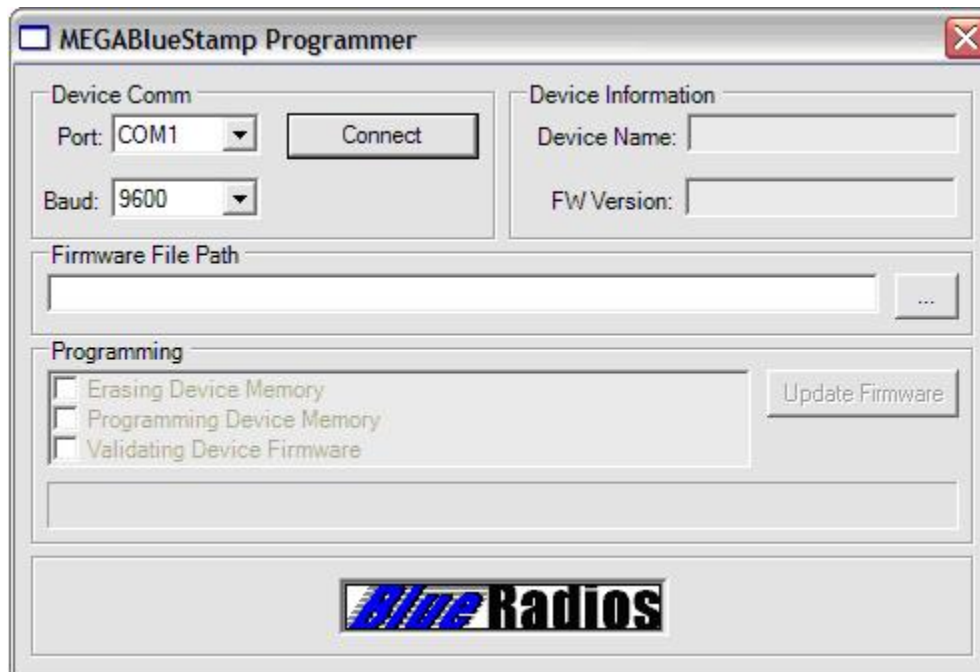 MEGABlueStamp Programmer
Device Comm
Port: COM1
Connect
Baud: 9600
Device Information
Device Name:
FW Version:
Firmware File Path
...
Programming
Erasing Device Memory
Programming Device Memory
Validating Device Firmware
Update Firmware
BlueRadios